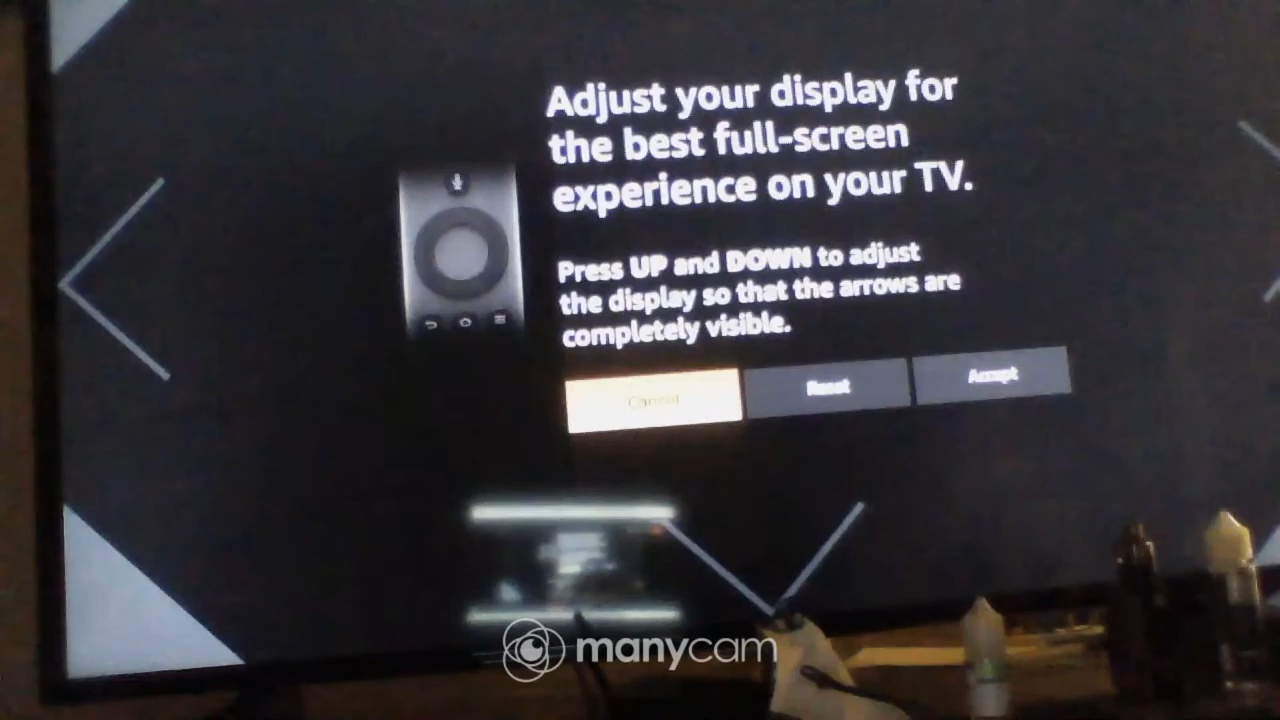 Adjust your display for
the best full-screen
experience on your TV.
Press UP and DOWN to adjust
the display so that the arrows are
completely visible.
Cancel
Reset
Accept
manycam